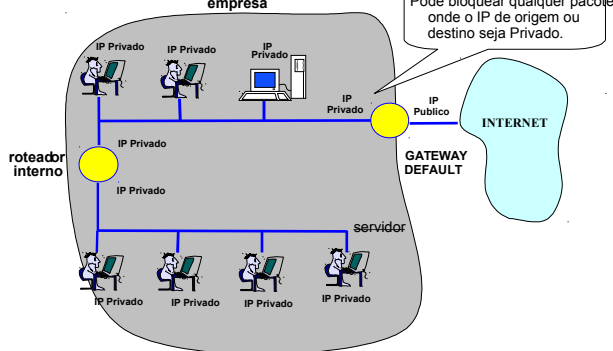 empresa
Pode bloquear qualquer pacote
onde o IP de origem ou
destino seja Privado.
IP Privado
IP Privado
IP
Privado
IP
Privado
IP
Publico
INTERNET
GATEWAY
DEFAULT
roteador
interno
IP Privado
IP Privado
servidor
IP Privado
IP Privado
IP Privado
IP Privado